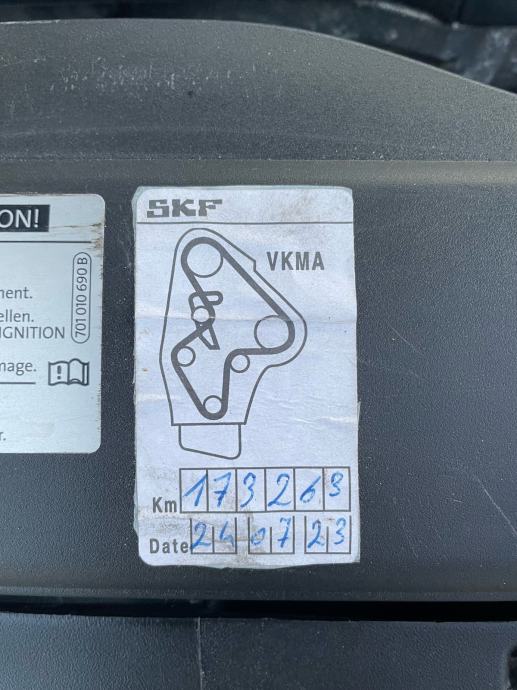 SKF
VKMA
ON!
701 010 690 B
ment.
ellen.
IGNITION
mage.
r.
Km 173263
Date 24 07 23